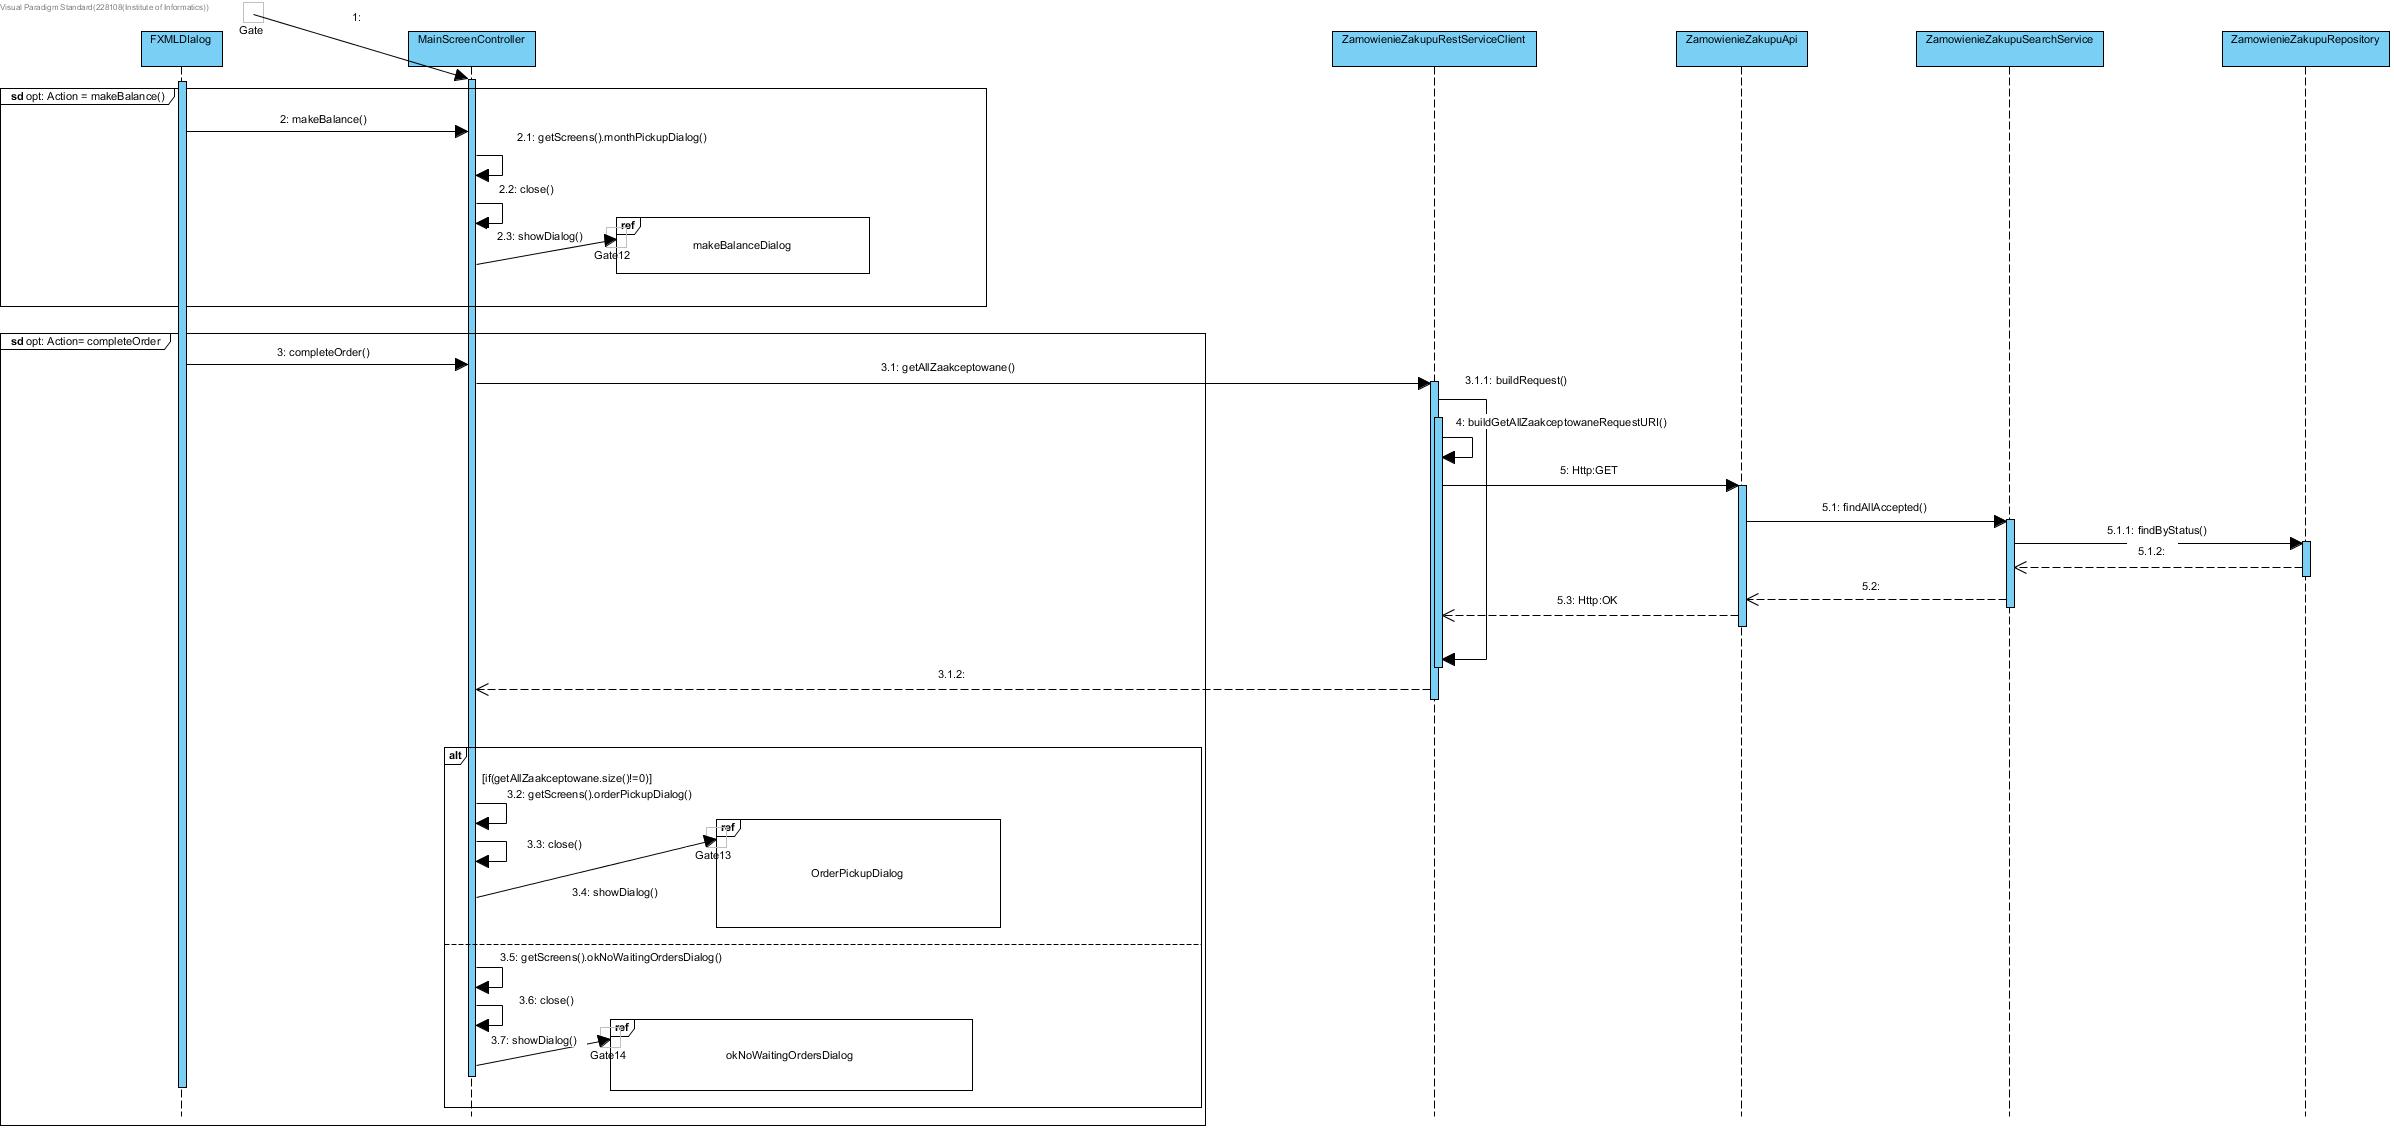 Visual Paradigm Standard(228108(Institute of Informatics))
Gate
1:
FXMLDIalog
MainScreenController
ZamowienieZakupuRestServiceClient
ZamowienieZakupuApi
ZamowienieZakupuSearchService
ZamowienieZakupuRepository
sd opt: Action = makeBalance()
2: makeBalance()
2.1: getScreens().monthPickupDialog()
2.2: close()
2.3: showDialog()
ref
makeBalanceDialog
Gate12
sd opt: Action= completeOrder
3: completeOrder()
3.1: getAllZaakceptowane()
3.1.1: buildRequest()
4: buildGetAllZaakceptowaneRequestURI()
5: Http:GET
5.1: findAllAccepted()
5.1.1: findByStatus()
5.1.2:
5.2:
5.3: Http:OK
3.1.2:
alt
[if(getAllZaakceptowane.size()!=0)]
3.2: getScreens().orderPickupDialog()
3.3: close()
ref
Gate13
OrderPickupDialog
3.4: showDialog()
3.5: getScreens().okNoWaitingOrdersDialog()
3.6: close()
3.7: showDialog()
ref
Gate14
okNoWaitingOrdersDialog